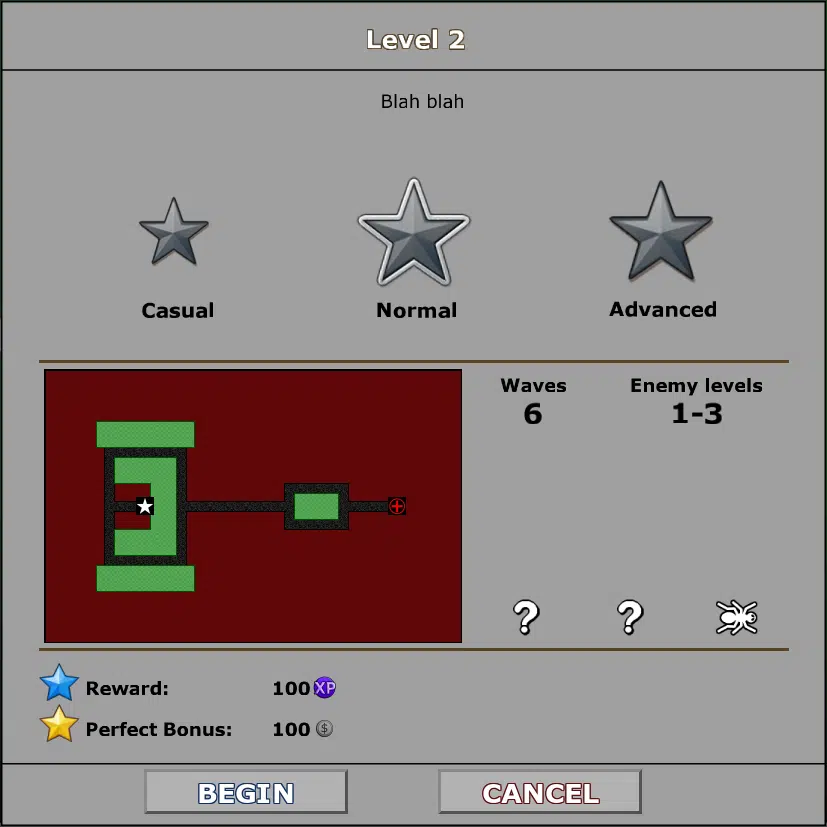 Level 2
Blah blah
Casual Normal Advanced
Waves Enemy levels
6 1-3
? ?
Reward: 100 XP
Perfect Bonus: 100 $
BEGIN CANCEL